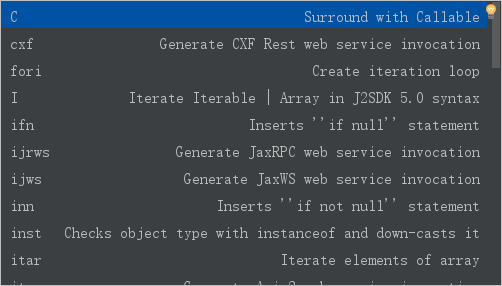 C Surround with Callable
cxf Generate CXF Rest web service invocation
fori Create iteration loop
I Iterate Iterable | Array in J2SDK 5.0 syntax
ifn Inserts ''if null'' statement
ijrws Generate JaxRPC web service invocation
ijws Generate JaxWS web service invocation
inn Inserts ''if not null'' statement
inst Checks object type with instanceof and down-casts it
itar Iterate elements of array